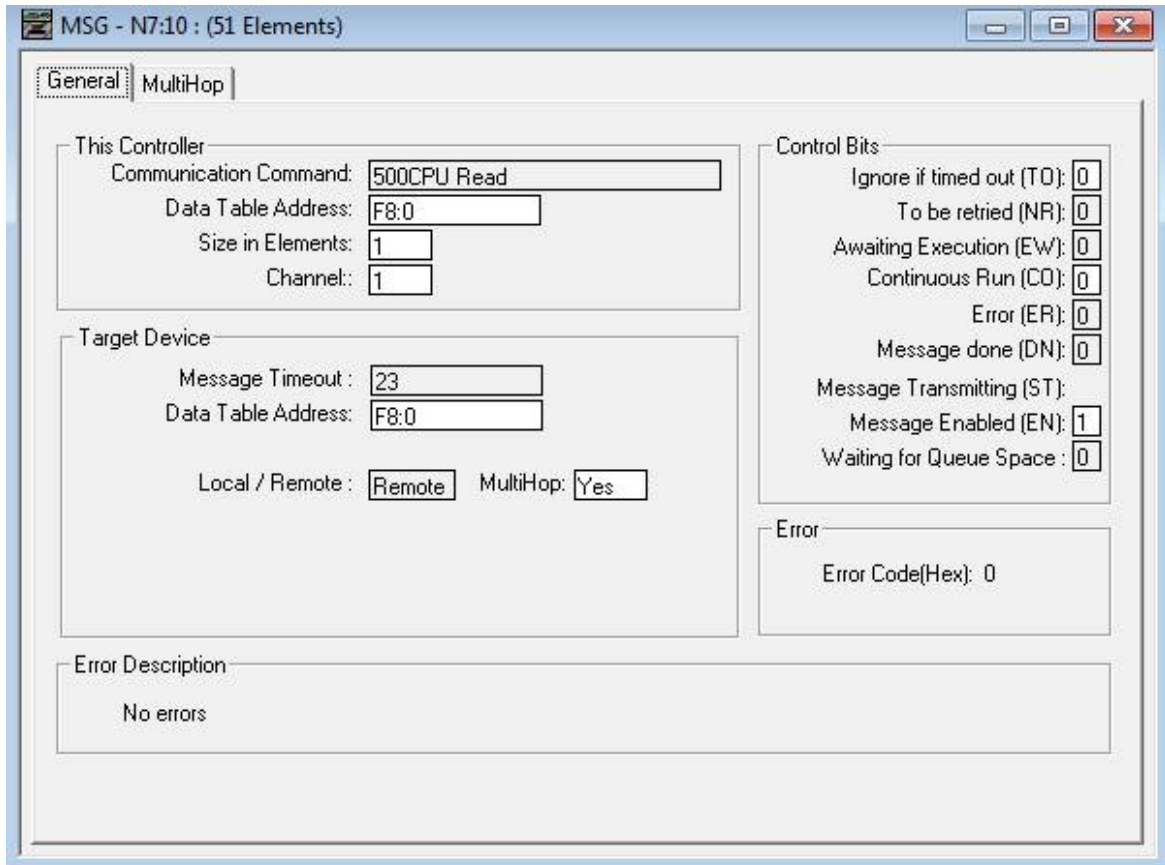 MSG - N7:10 : (51 Elements)
General MultiHop
This Controller
Communication Command: 500CPU Read
Data Table Address: F8:0
Size in Elements: 1
Channel:: 1
Target Device
Message Timeout : 23
Data Table Address: F8:0
Local / Remote : Remote MultiHop: Yes
Control Bits
Ignore if timed out (TO): 0
To be retried (NR): 0
Awaiting Execution (EW): 0
Continuous Run (CO): 0
Error (ER): 0
Message done (DN): 0
Message Transmitting (ST):
Message Enabled (EN): 1
Waiting for Queue Space : 0
Error
Error Code(Hex): 0
Error Description
No errors